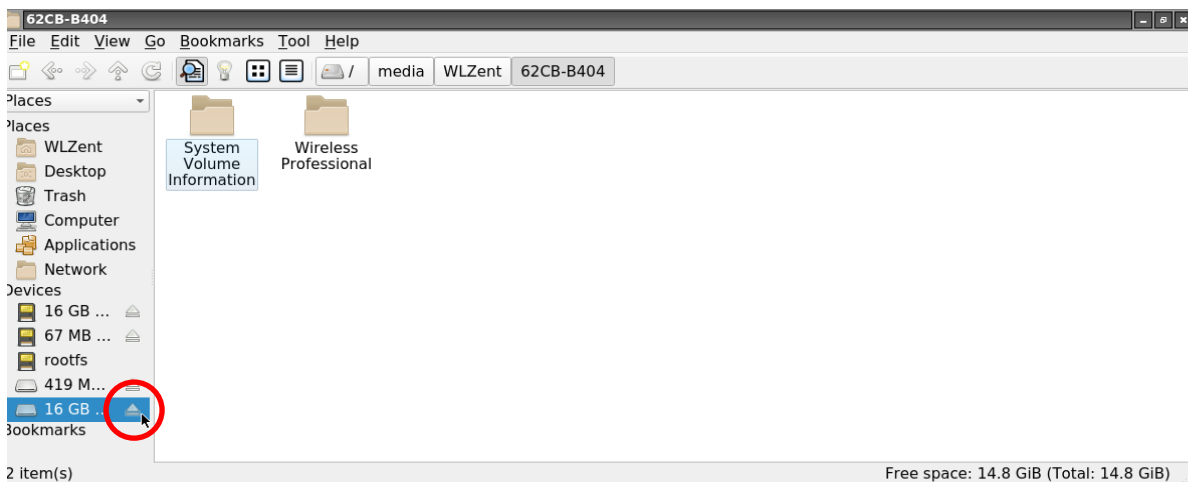 62CB-B404
File Edit View Go Bookmarks Tool Help
/ media WLZent 62CB-B404
Places
Places
WLZent
Desktop
Trash
Computer
Applications
Network
Devices
16 GB ...
67 MB ...
rootfs
419 M...
16 GB ..
Bookmarks
System
Volume
Information
Wireless
Professional
2 item(s)
Free space: 14.8 GiB (Total: 14.8 GiB)